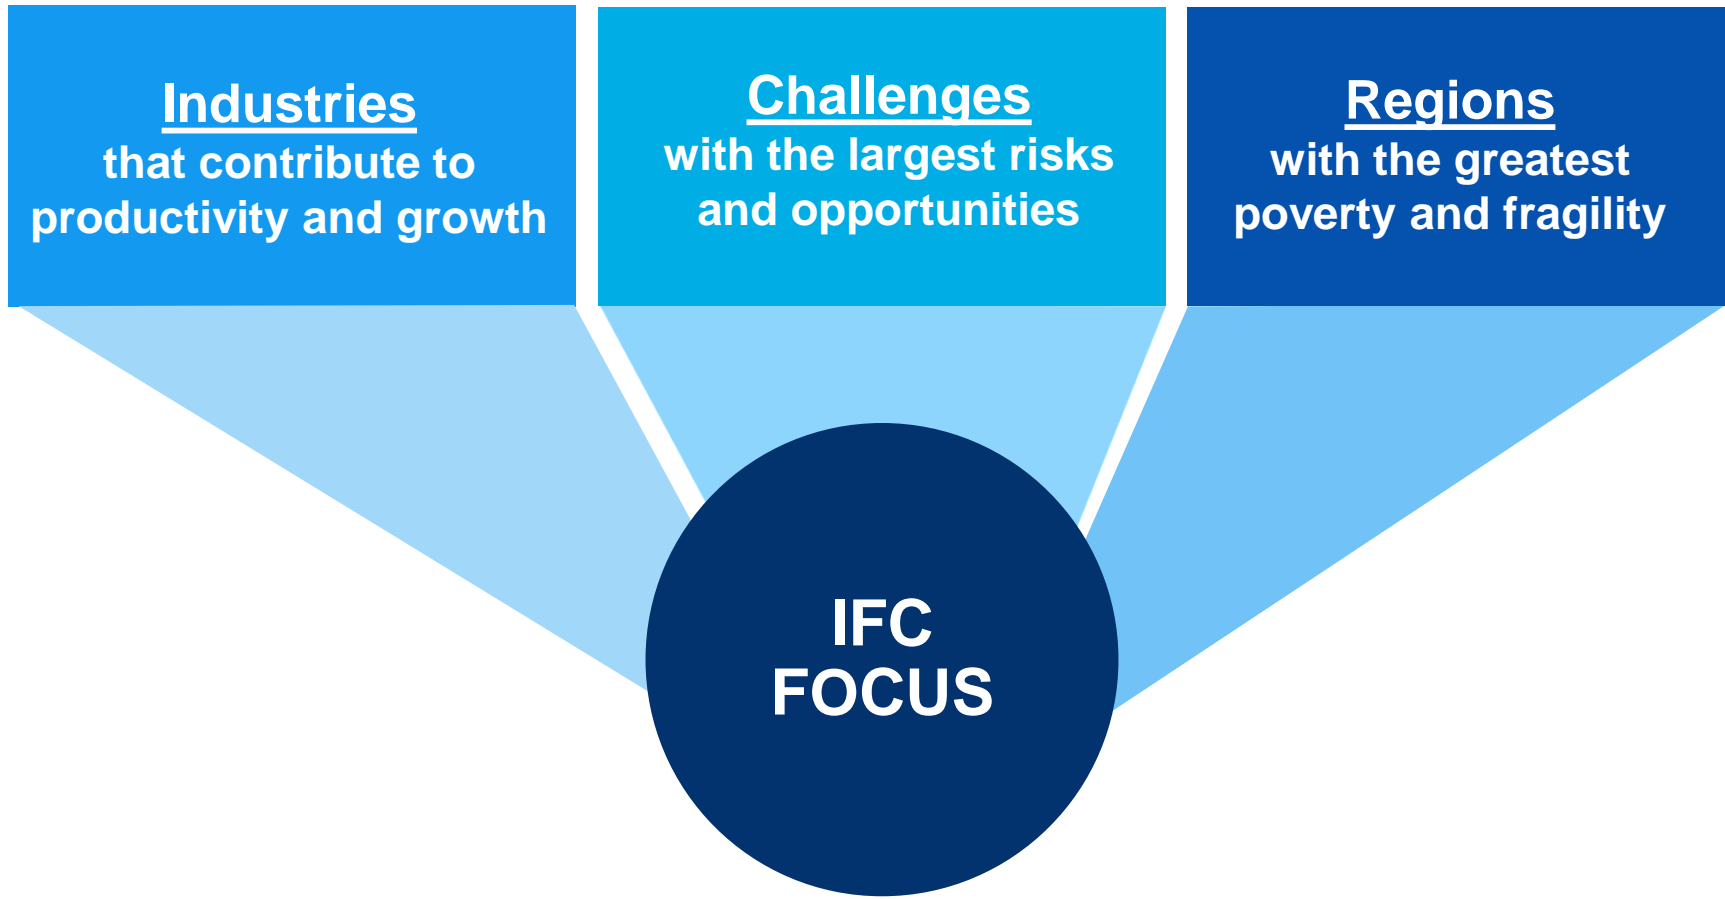 Industries
that contribute to
productivity and growth
Challenges
with the largest risks
and opportunities
Regions
with the greatest
poverty and fragility
IFC
FOCUS